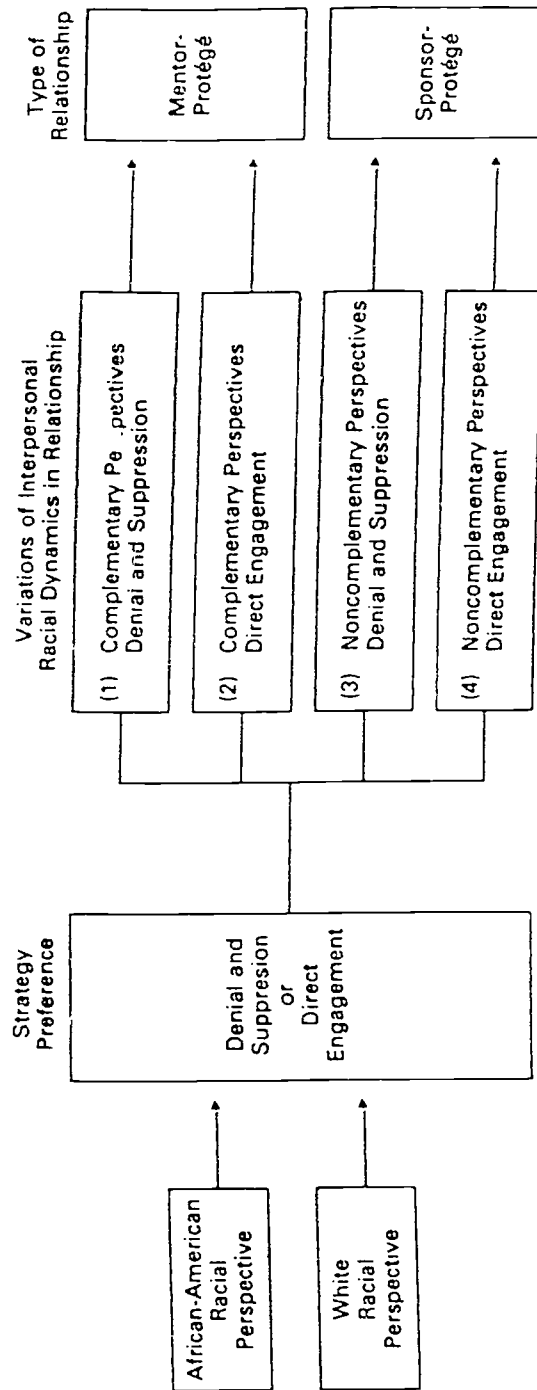 African-American
Racial
Perspective
White
Racial
Perspective
Strategy
Preference
Denial and
Suppresion
or
Direct
Engagement
Variations of Interpersonal
Racial Dynamics in Relationship
(1) Complementary Pe .pectives
Denial and Suppression
(2) Complementary Perspectives
Direct Engagement
(3) Noncomplementary Perspectives
Denial and Suppression
(4) Noncomplementary Perspectives
Direct Engagement
Type of
Relationship
Mentor-
Protégé
Sponsor-
Protégé